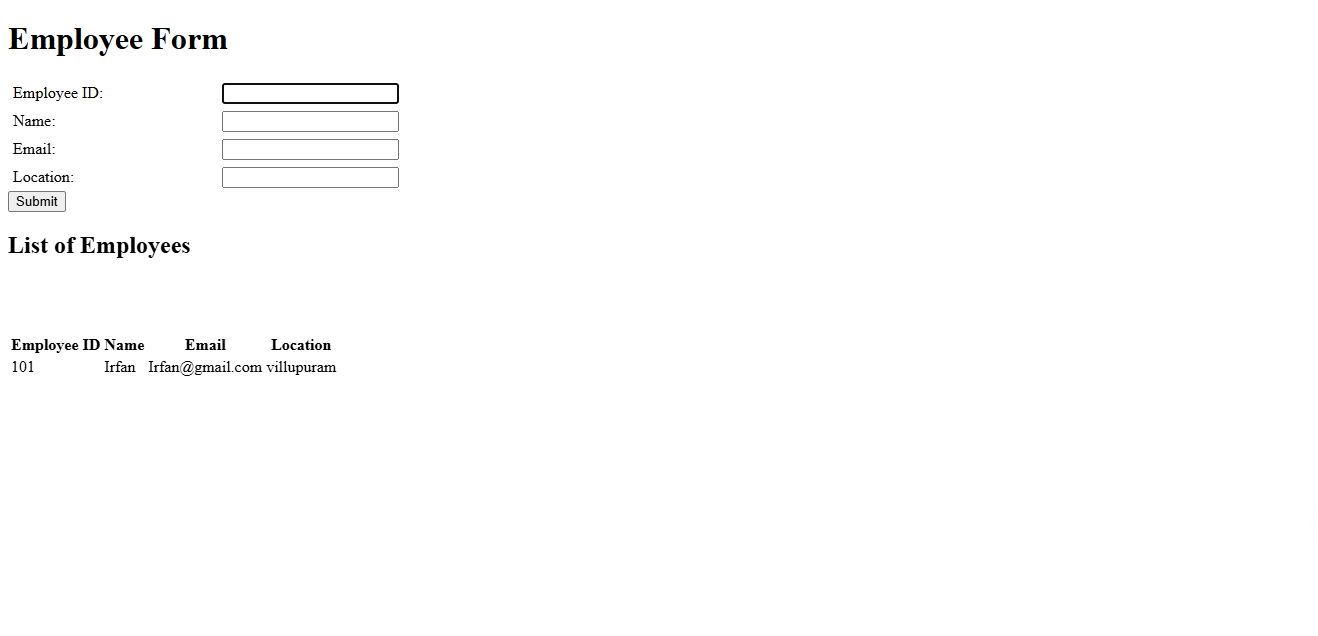 Employee Form
Employee ID:
Name:
Email:
Location:
Submit
List of Employees
Employee ID Name Email Location
101 Irfan Irfan@gmail.com villupuram